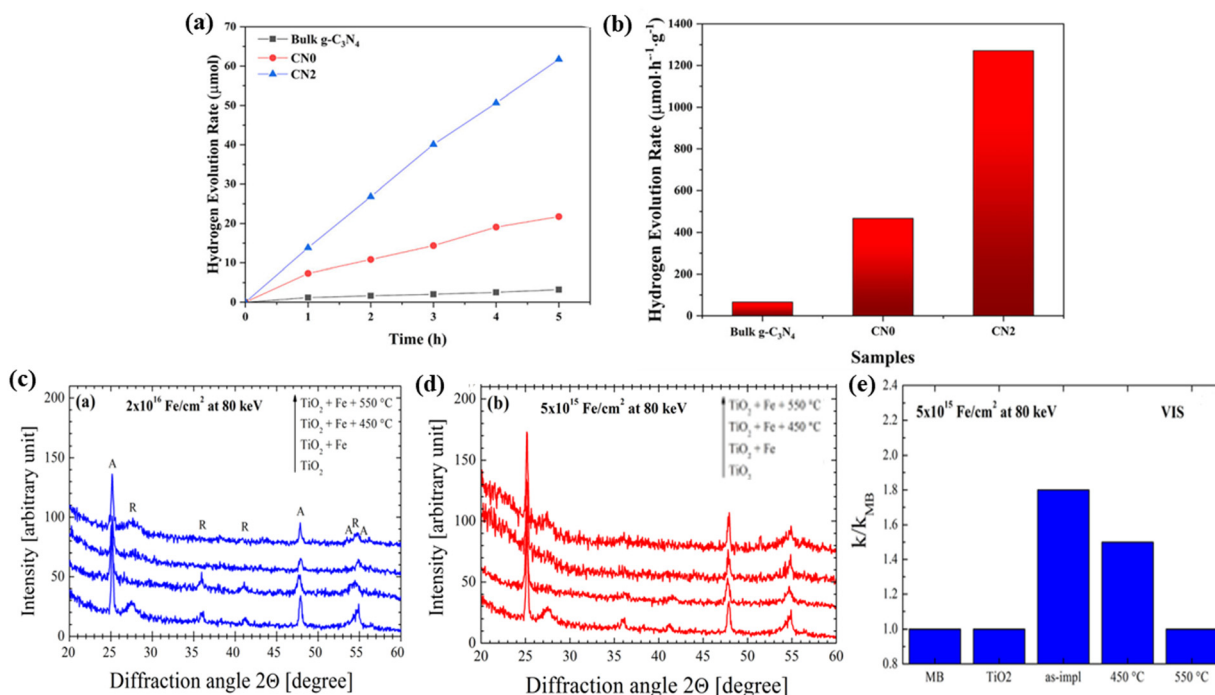 (a)
70
60
50
40
30
20
10
0
Hydrogen Evolution Rate (μmol)
Bulk g-C₃N₄
CN0
CN2
0 1 2 3 4 5
Time (h)
(b)
1400
1200
1000
800
600
400
200
0
Hydrogen Evolution Rate (μmol·h⁻¹·g⁻¹)
Bulk g-C₃N₄ CN0 CN2
Samples
(c)
200
150
100
50
0
Intensity [arbitrary unit]
(a) 2x10¹⁶ Fe/cm² at 80 keV
TiO₂ + Fe + 550 °C
TiO₂ + Fe + 450 °C
TiO₂ + Fe
TiO₂
A
R R R A A R A
20 25 30 35 40 45 50 55 60
Diffraction angle 2Θ [degree]
(d)
200
150
100
50
0
Intensity [arbitrary unit]
(b) 5x10¹⁵ Fe/cm² at 80 keV
TiO₂ + Fe + 550 °C
TiO₂ + Fe + 450 °C
TiO₂ + Fe
TiO₂
20 25 30 35 40 45 50 55 60
Diffraction angle 2Θ [degree]
(e)
5x10¹⁵ Fe/cm² at 80 keV VIS
2.4
2.2
2.0
1.8
1.6
1.4
1.2
1.0
0.8
k/k_MB
MB TiO2 as-impl 450 °C 550 °C